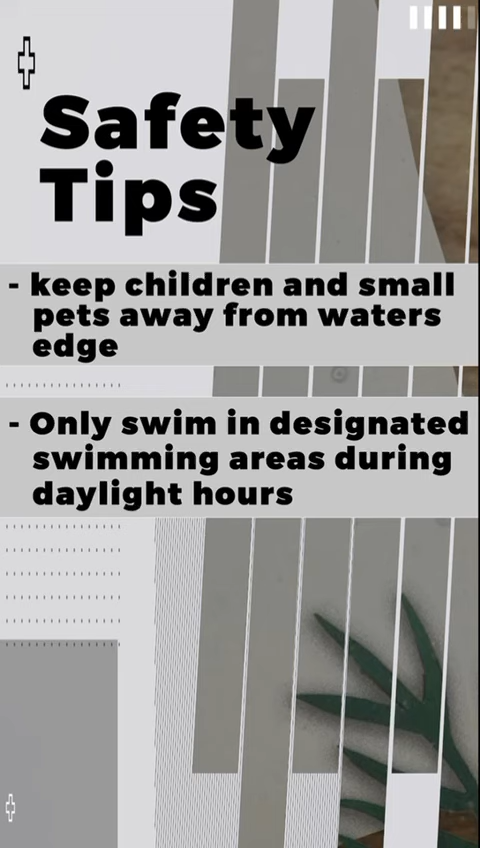 Safety
Tips
- keep children and small
pets away from waters
edge
- Only swim in designated
swimming areas during
daylight hours